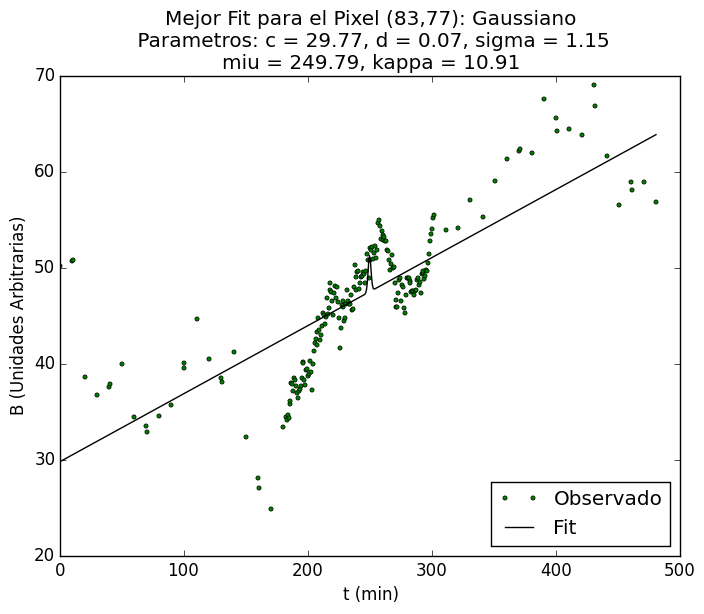 Mejor Fit para el Pixel (83,77): Gaussiano
Parametros: c = 29.77, d = 0.07, sigma = 1.15
miu = 249.79, kappa = 10.91
70
60
50
40
30
20
B (Unidades Arbitrarias)
Observado
Fit
0 100 200 300 400 500
t (min)